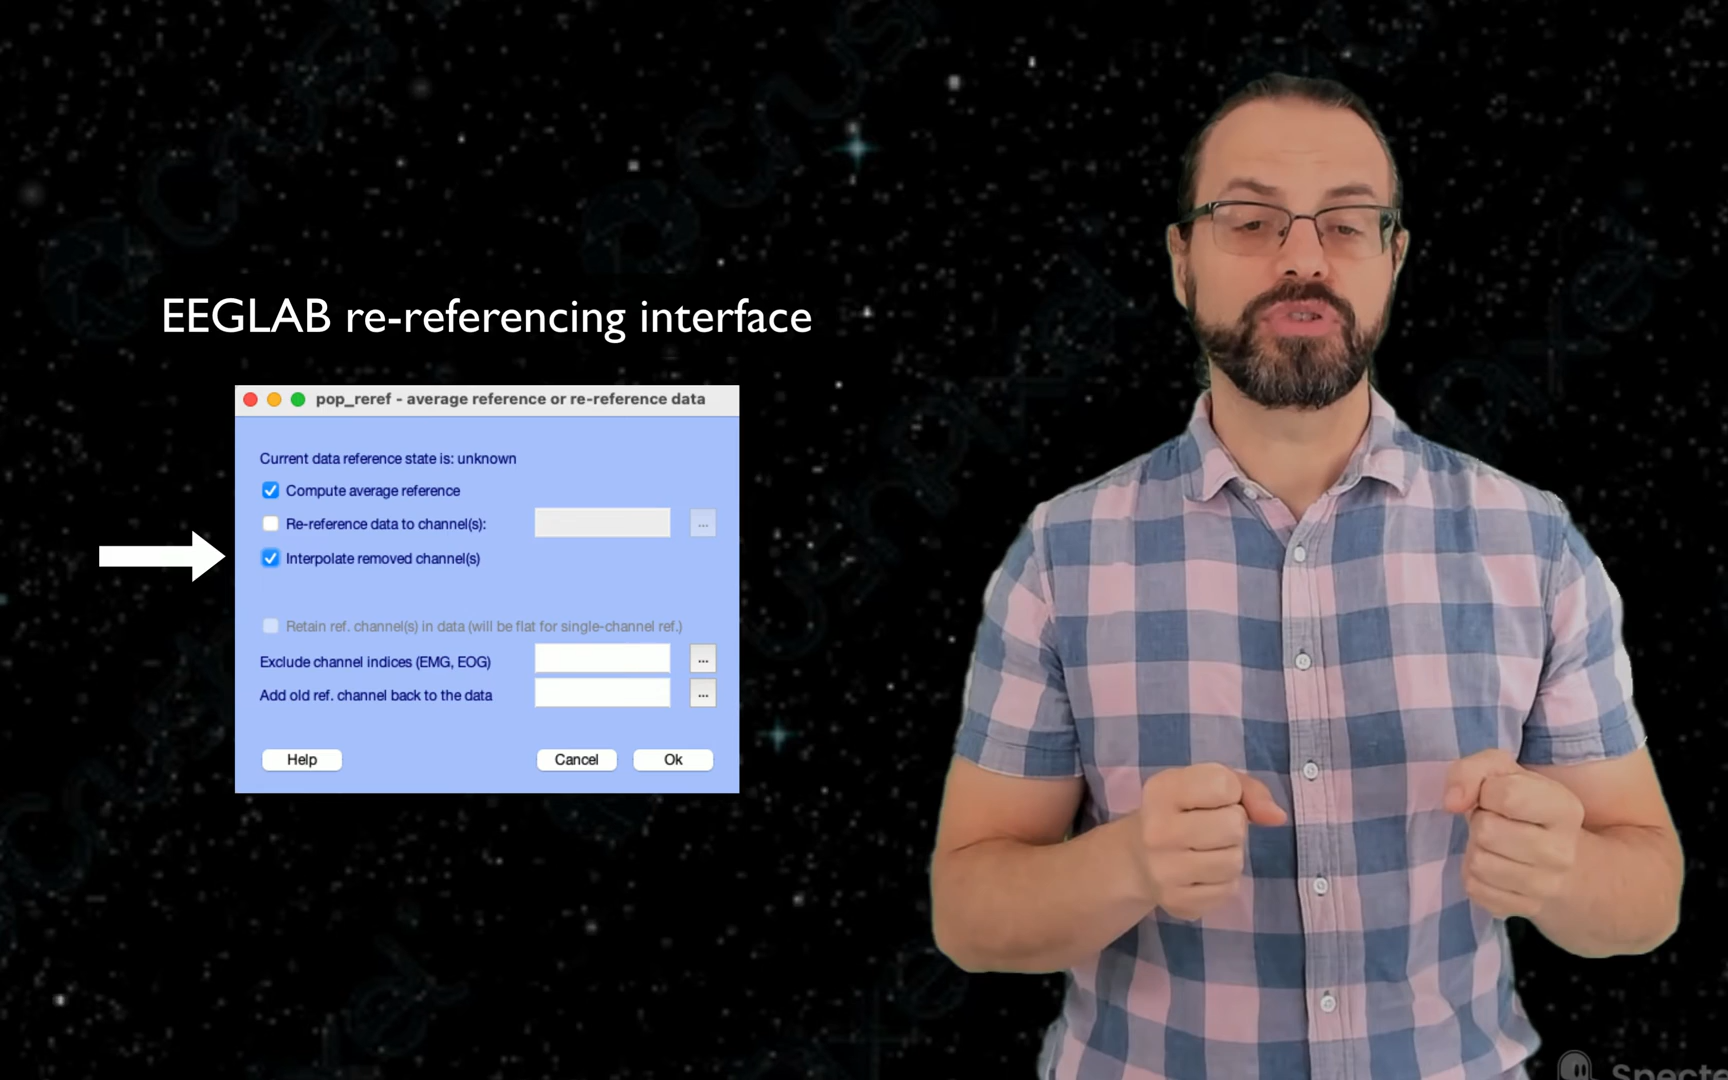 EEGLAB re-referencing interface
pop_reref - average reference or re-reference data
Current data reference state is: unknown
Compute average reference
Re-reference data to channel(s):
...
Interpolate removed channel(s)
Retain ref. channel(s) in data (will be flat for single-channel ref.)
Exclude channel indices (EMG, EOG)
...
Add old ref. channel back to the data
...
Help
Cancel
Ok